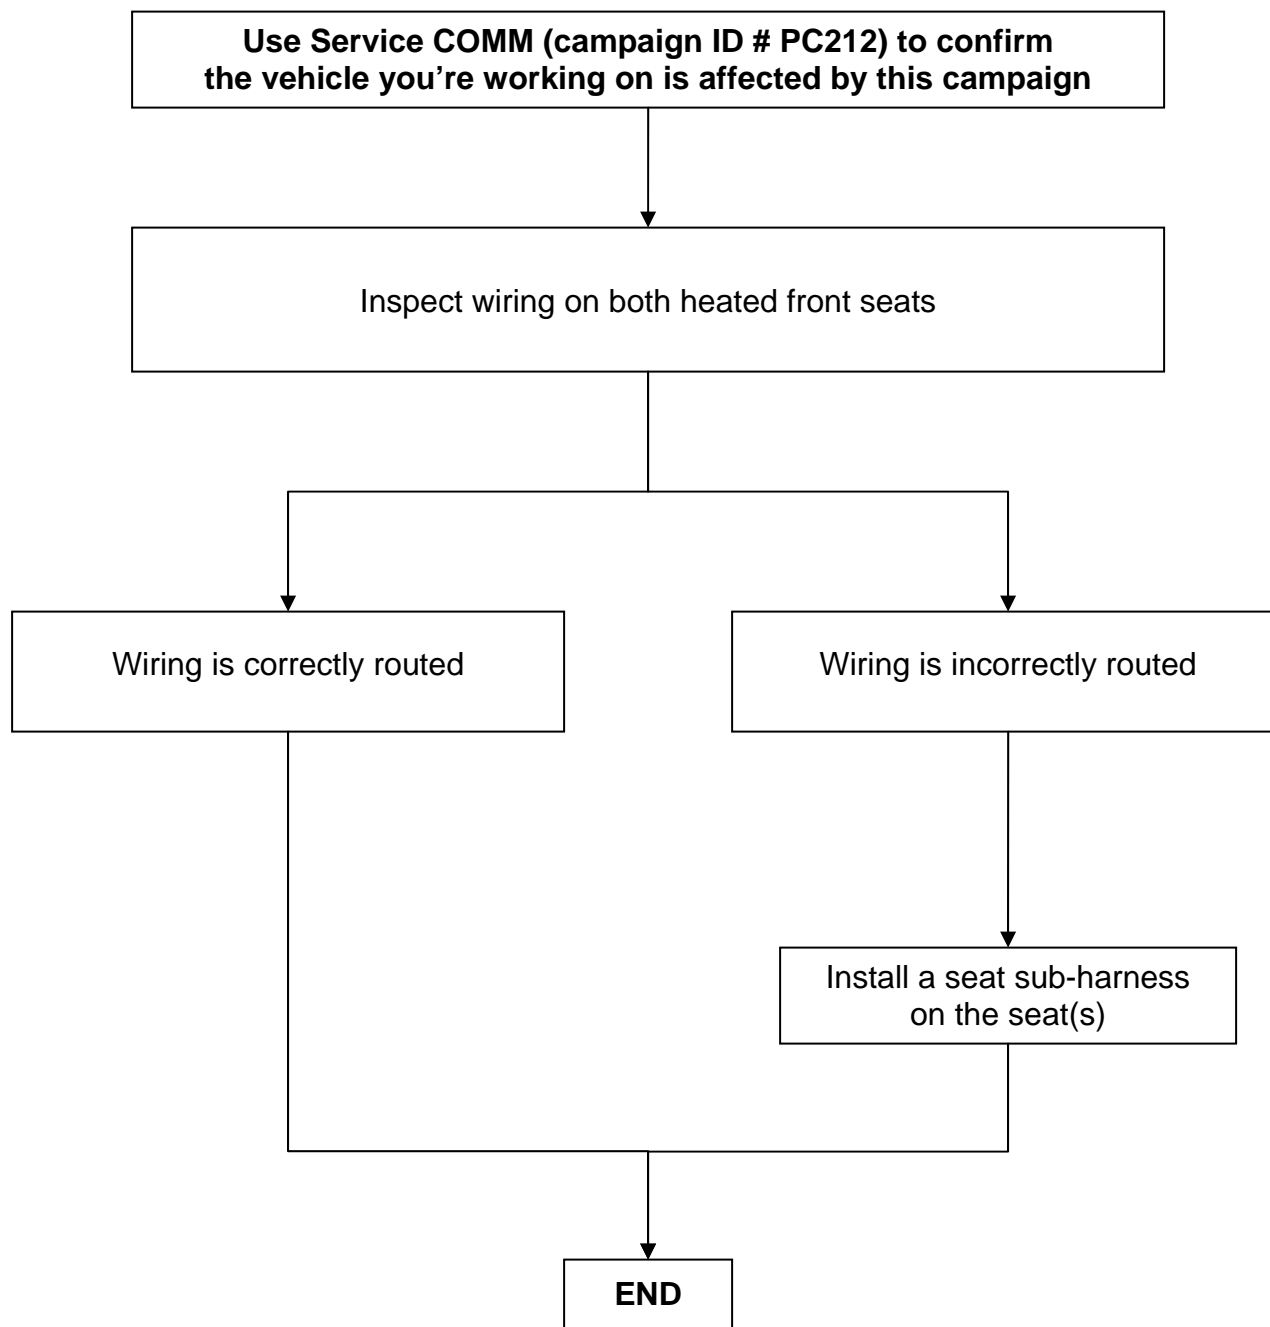 Use Service COMM (campaign ID # PC212) to confirm
the vehicle you’re working on is affected by this campaign
Inspect wiring on both heated front seats
Wiring is correctly routed
Wiring is incorrectly routed
Install a seat sub-harness
on the seat(s)
END